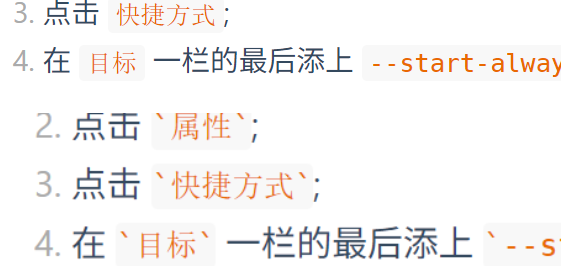 3. 点击 快捷方式;
4. 在 目标 一栏的最后添上 --start-alway
2. 点击 `属性`;
3. 点击 `快捷方式`;
4. 在 `目标` 一栏的最后添上 `--s